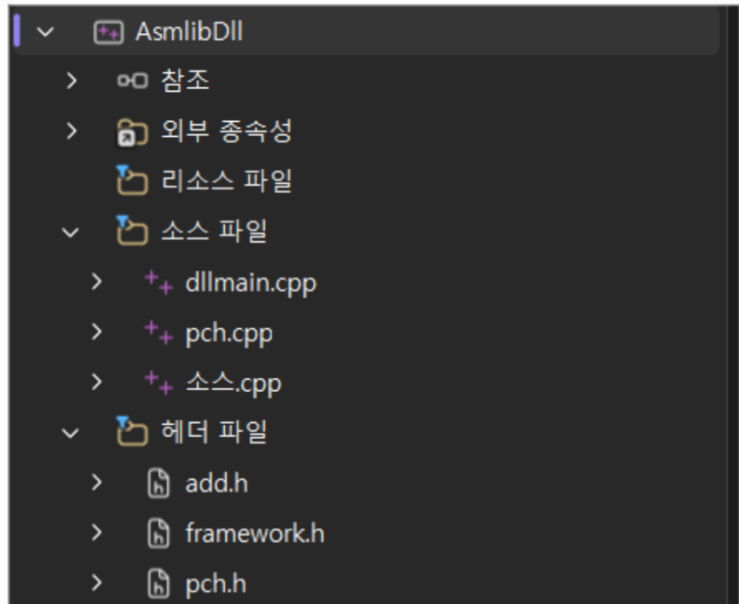 AsmlibDll
참조
외부 종속성
리소스 파일
소스 파일
dllmain.cpp
pch.cpp
소스.cpp
헤더 파일
add.h
framework.h
pch.h